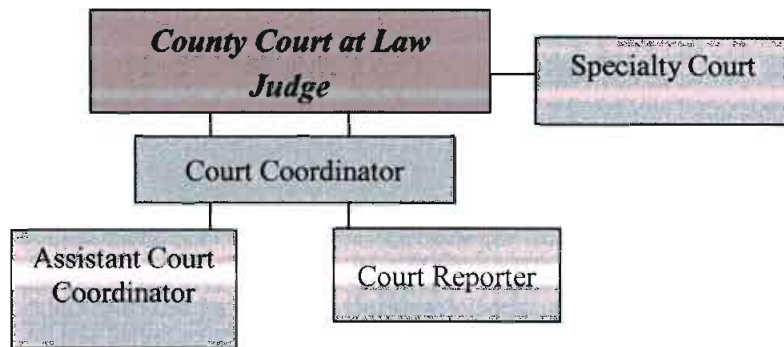 County Court at Law
Judge
Specialty Court
Court Coordinator
Assistant Court
Coordinator
Court Reporter